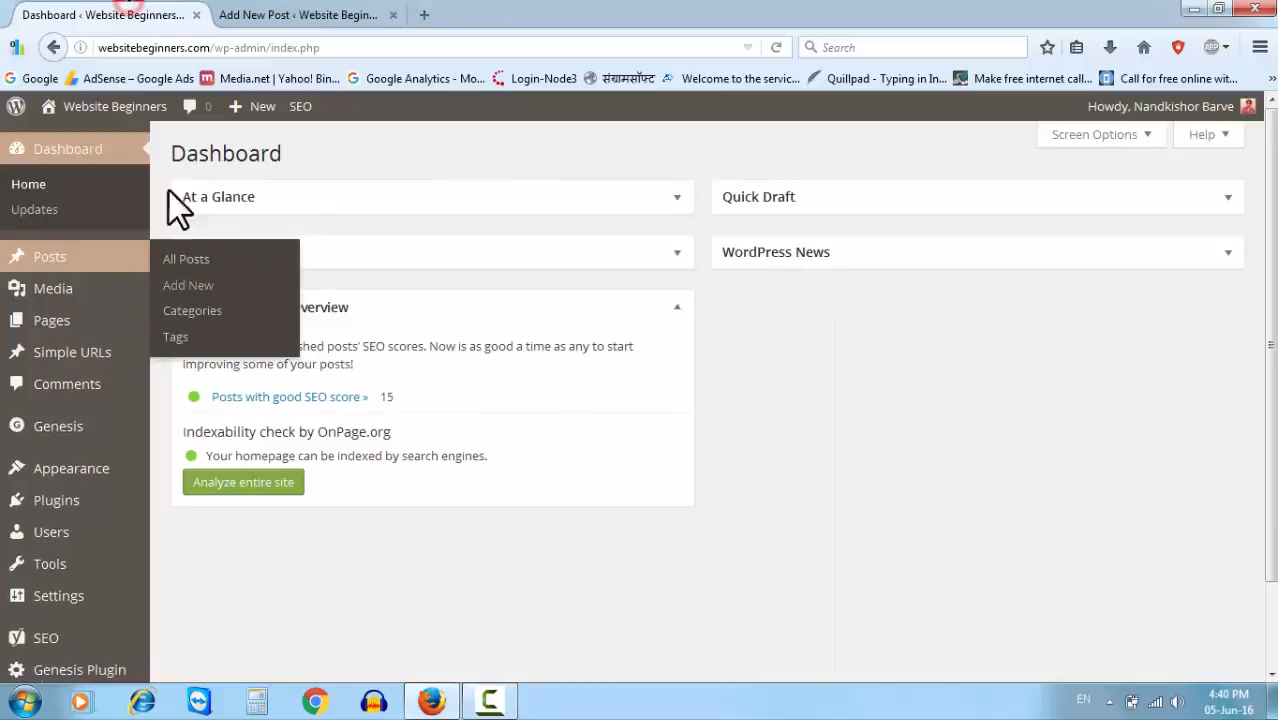 Dashboard ‹ Website Beginners...
Add New Post ‹ Website Begin...
websitebeginners.com/wp-admin/index.php
Search
Google
AdSense – Google Ads
Media.net | Yahoo! Bin...
Google Analytics - Mo...
Login-Node3
संग्रामसॉफ्ट
Welcome to the servic...
Quillpad - Typing in In...
Make free internet call...
Call for free online wit...
Website Beginners
0
New
SEO
Howdy, Nandkishor Barve
Dashboard
Home
Updates
Posts
Media
Pages
Simple URLs
Comments
Genesis
Appearance
Plugins
Users
Tools
Settings
SEO
Genesis Plugin
All Posts
Add New
Categories
Tags
Screen Options
Help
Dashboard
At a Glance
Quick Draft
WordPress News
verview
shed posts' SEO scores. Now is as good a time as any to start
improving some of your posts!
Posts with good SEO score » 15
Indexability check by OnPage.org
Your homepage can be indexed by search engines.
Analyze entire site
EN
4:40 PM
05-Jun-16